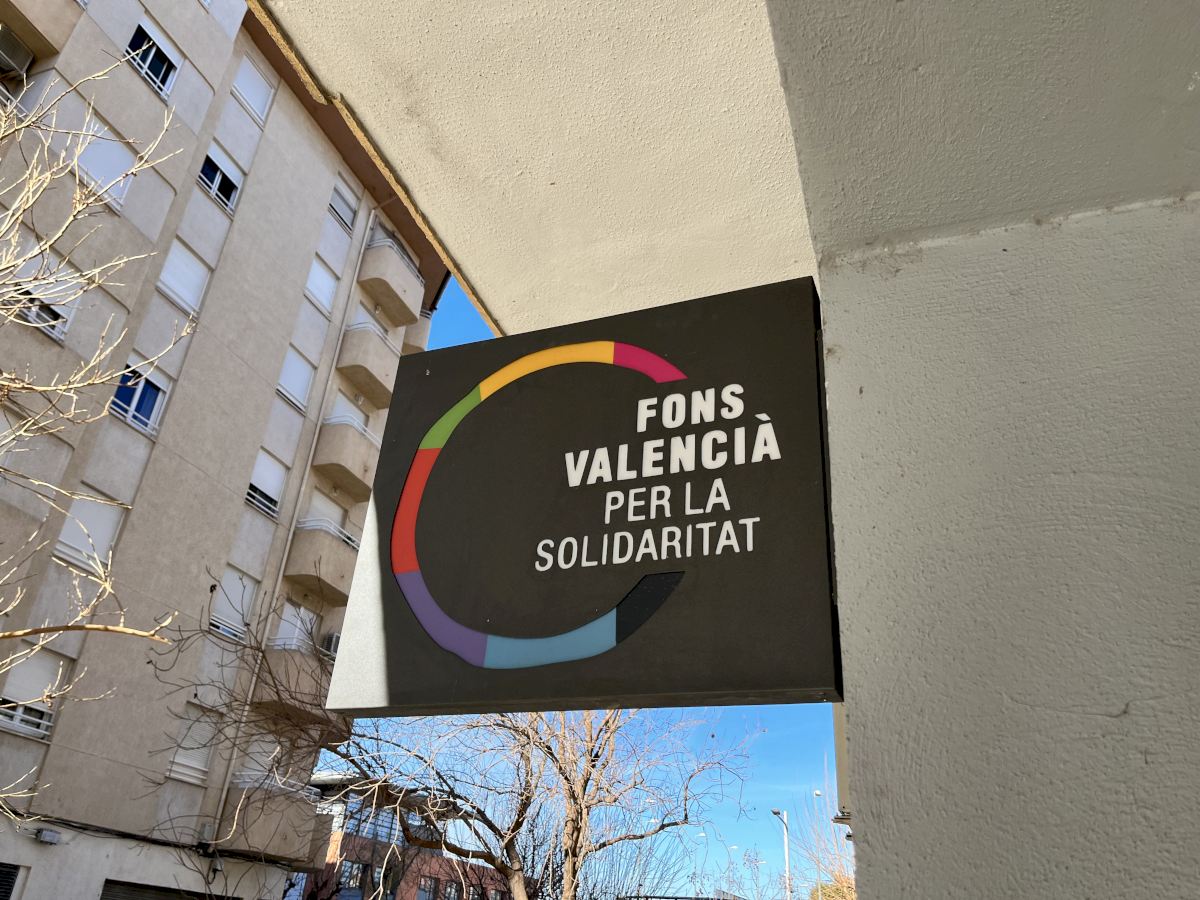 FONS
VALENCIÀ
PER LA
SOLIDARITAT